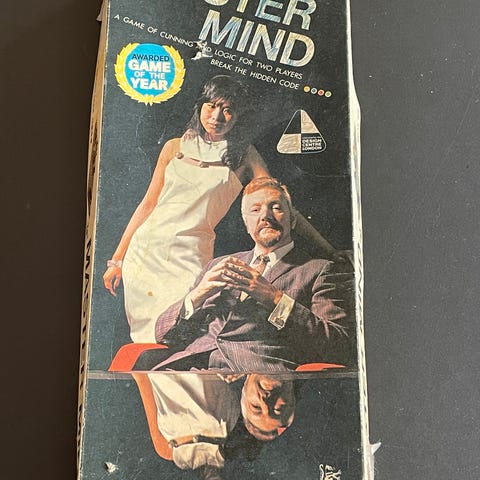 MIND
A GAME OF CUNNING AND LOGIC FOR TWO PLAYERS
BREAK THE HIDDEN CODE
AWARDED
GAME
OF THE
YEAR
DESIGN
CENTRE
LONDON